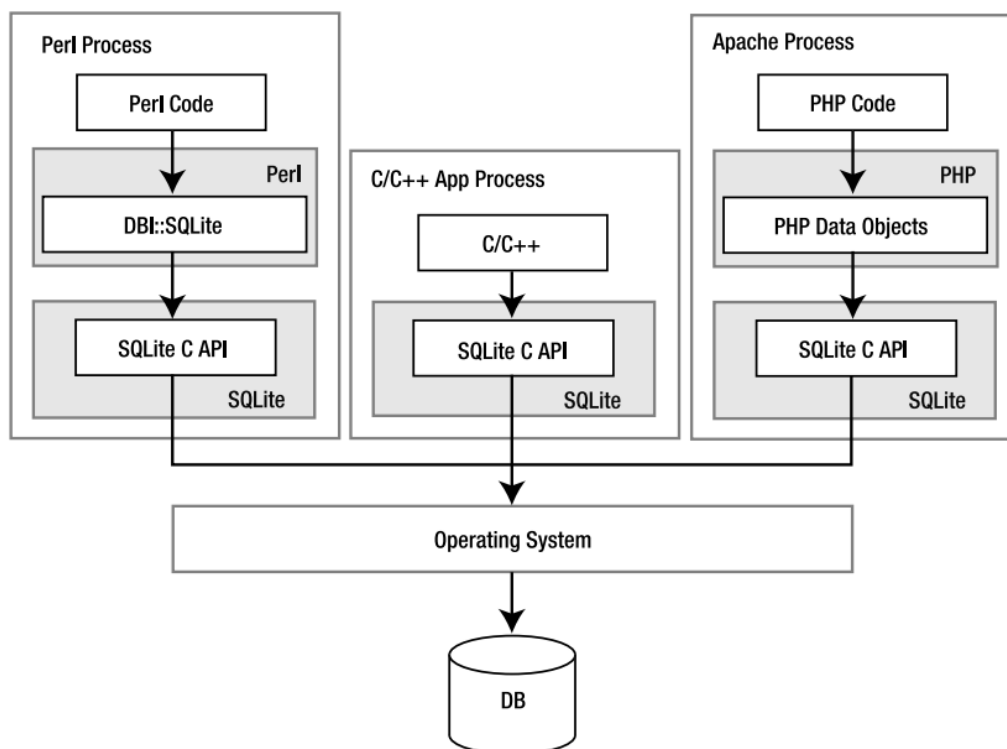 Perl Process
Perl Code
Perl
DBI::SQLite
SQLite C API
SQLite
C/C++ App Process
C/C++
SQLite C API
SQLite
Apache Process
PHP Code
PHP
PHP Data Objects
SQLite C API
SQLite
Operating System
DB